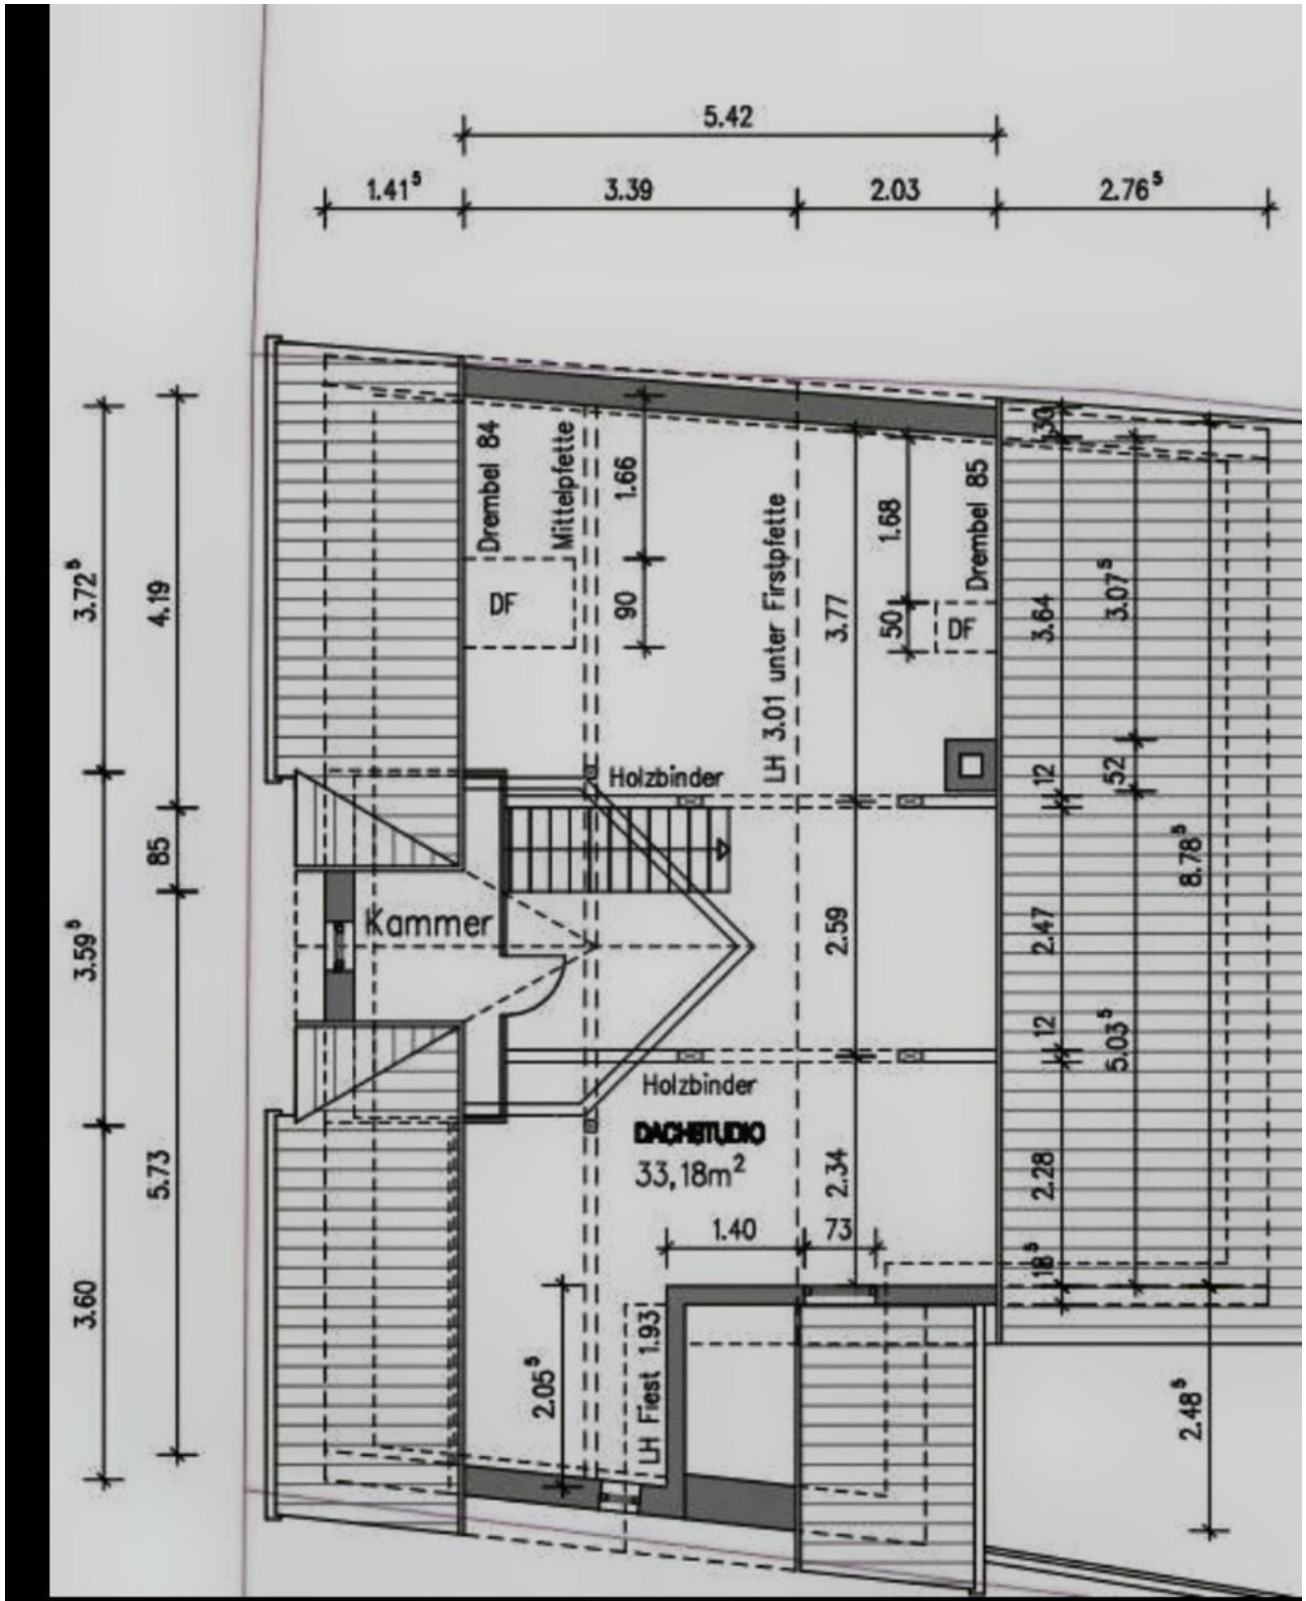 5.42
1.41⁵
3.39
2.03
2.76⁵
3.72⁵
4.19
85
3.59⁵
5.73
3.60
Drembel 84
Mittelpfette
1.66
DF
90
LH 3.01 unter Firstpfette
3.77
1.68
50
Drembel 85
DF
30
3.64
3.07⁵
12
52
8.78⁵
Holzbinder
Kammer
2.59
2.47
12
5.03⁵
Holzbinder
DACHSTUDIO
33,18m²
2.34
2.28
1.40
73
18⁵
2.05⁵
LH Fiest 1.93
2.48⁵